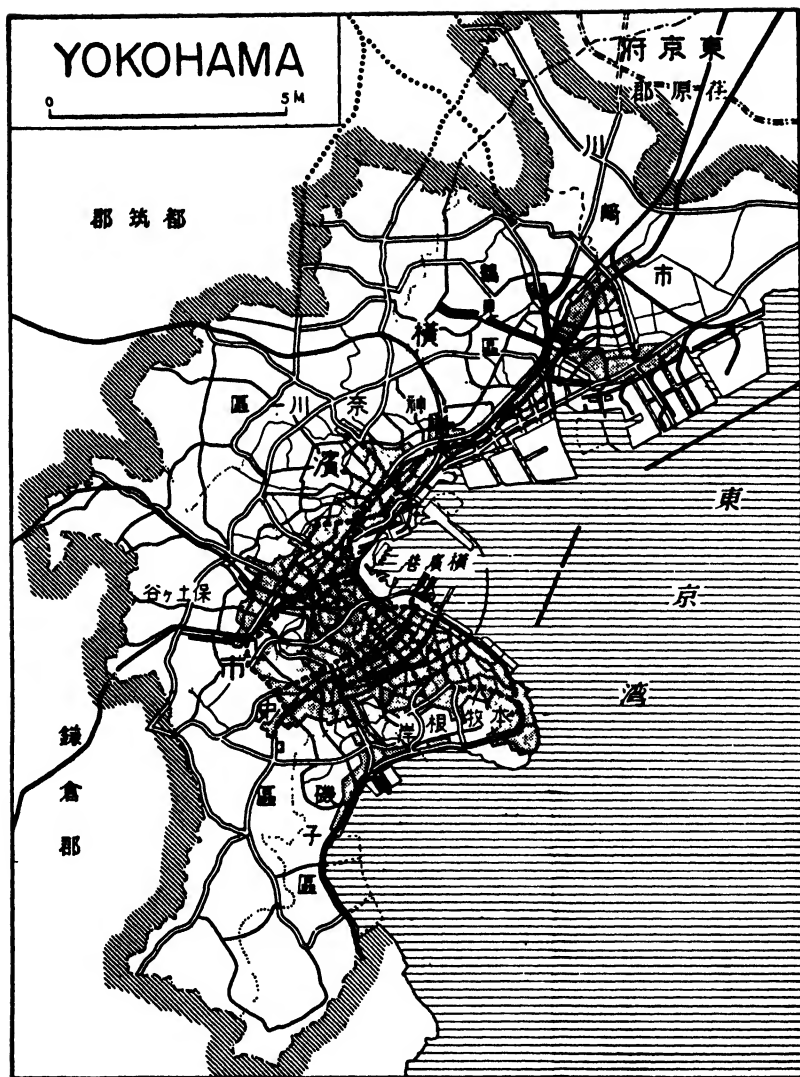 YOKOHAMA
0 5M
東京府
荏原郡
川崎市
都筑郡
鶴見區
横濱市
神奈川區
東京湾
横濱港
保土ヶ谷
中區
本牧
根岸
磯子區
鎌倉郡